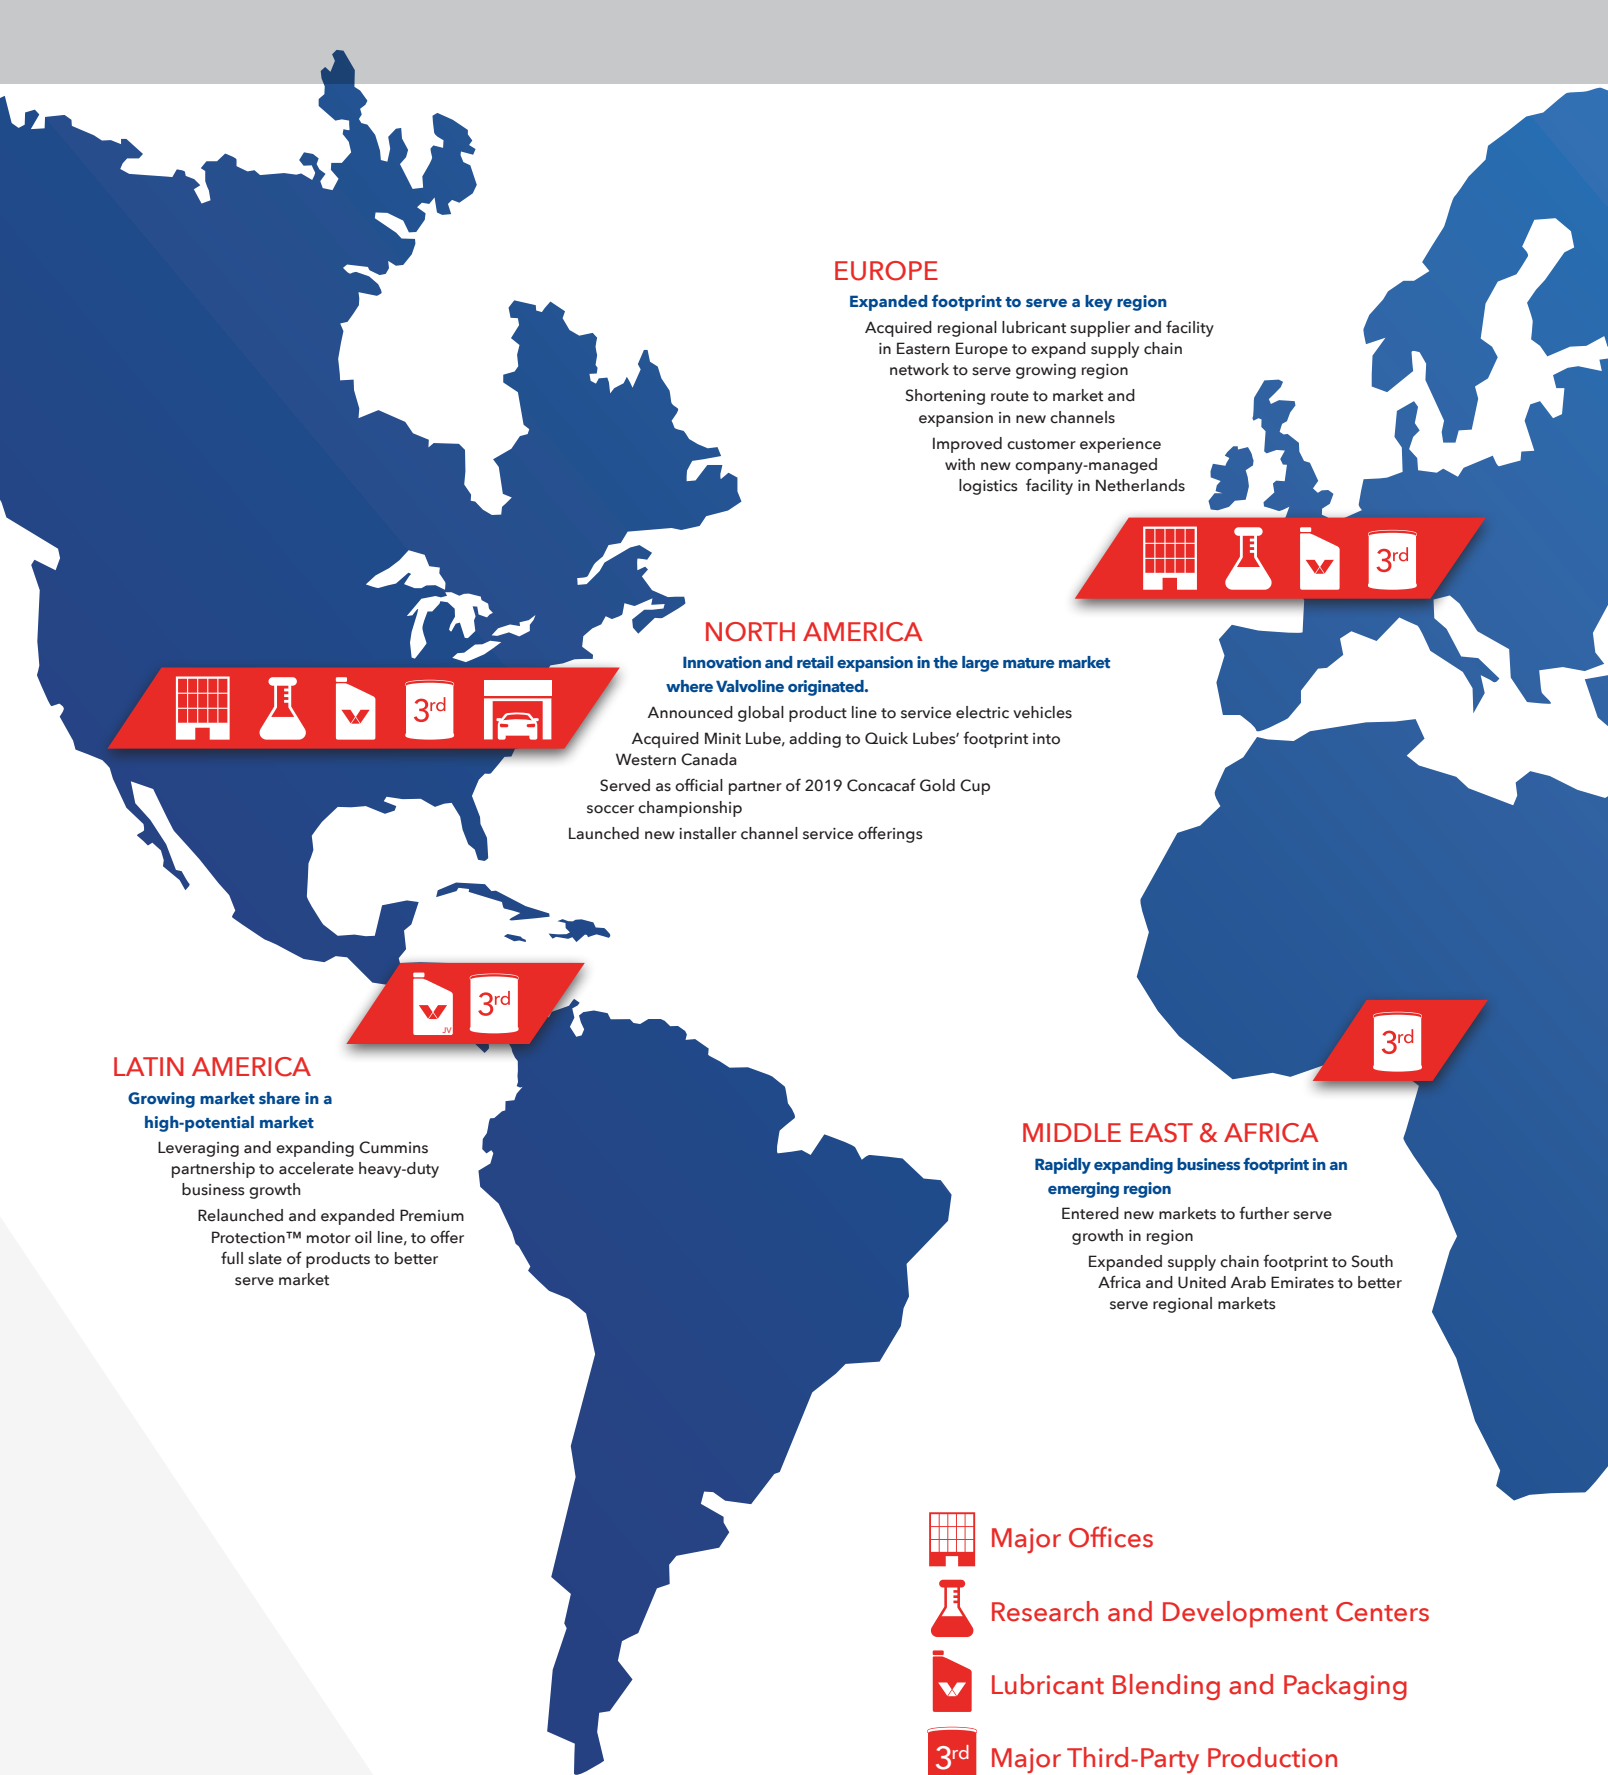 EUROPE
Expanded footprint to serve a key region
Acquired regional lubricant supplier and facility
in Eastern Europe to expand supply chain
network to serve growing region
Shortening route to market and
expansion in new channels
Improved customer experience
with new company-managed
logistics facility in Netherlands
3rd
NORTH AMERICA
Innovation and retail expansion in the large mature market
where Valvoline originated.
Announced global product line to service electric vehicles
Acquired Minit Lube, adding to Quick Lubes' footprint into
Western Canada
Served as official partner of 2019 Concacaf Gold Cup
soccer championship
Launched new installer channel service offerings
3rd
JV
3rd
LATIN AMERICA
Growing market share in a
high-potential market
Leveraging and expanding Cummins
partnership to accelerate heavy-duty
business growth
Relaunched and expanded Premium
Protection™ motor oil line, to offer
full slate of products to better
serve market
3rd
MIDDLE EAST & AFRICA
Rapidly expanding business footprint in an
emerging region
Entered new markets to further serve
growth in region
Expanded supply chain footprint to South
Africa and United Arab Emirates to better
serve regional markets
Major Offices
Research and Development Centers
Lubricant Blending and Packaging
3rd Major Third-Party Production